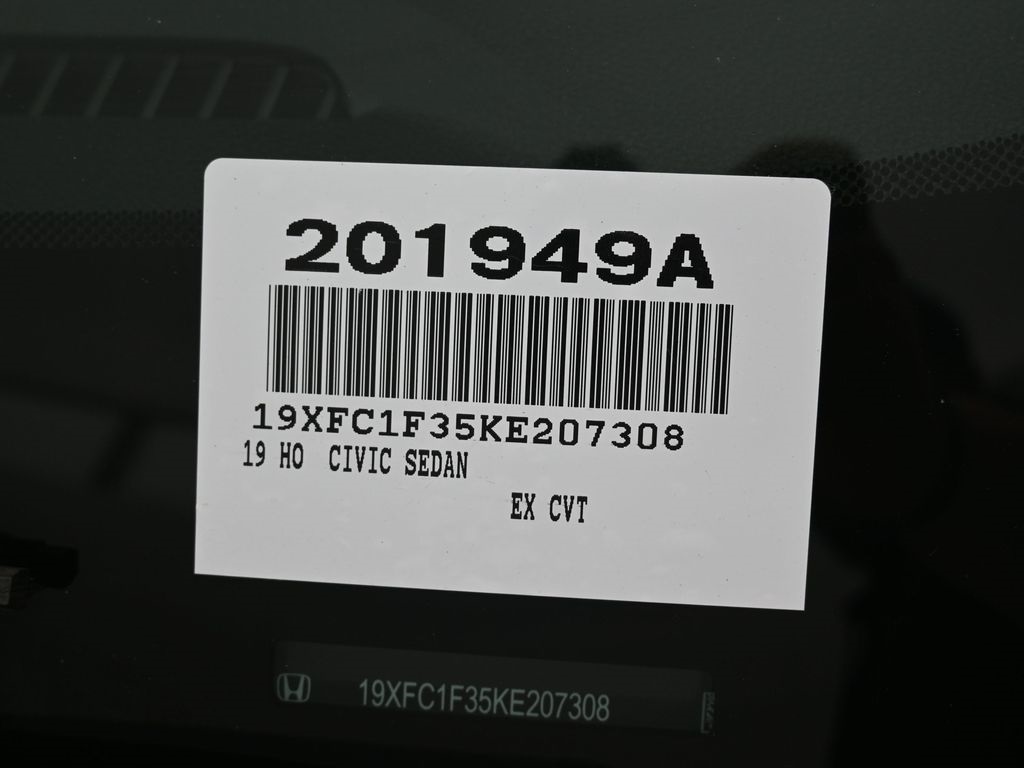 201949A
19XFC1F35KE207308
19 HO CIVIC SEDAN
EX CVT
19XFC1F35KE207308